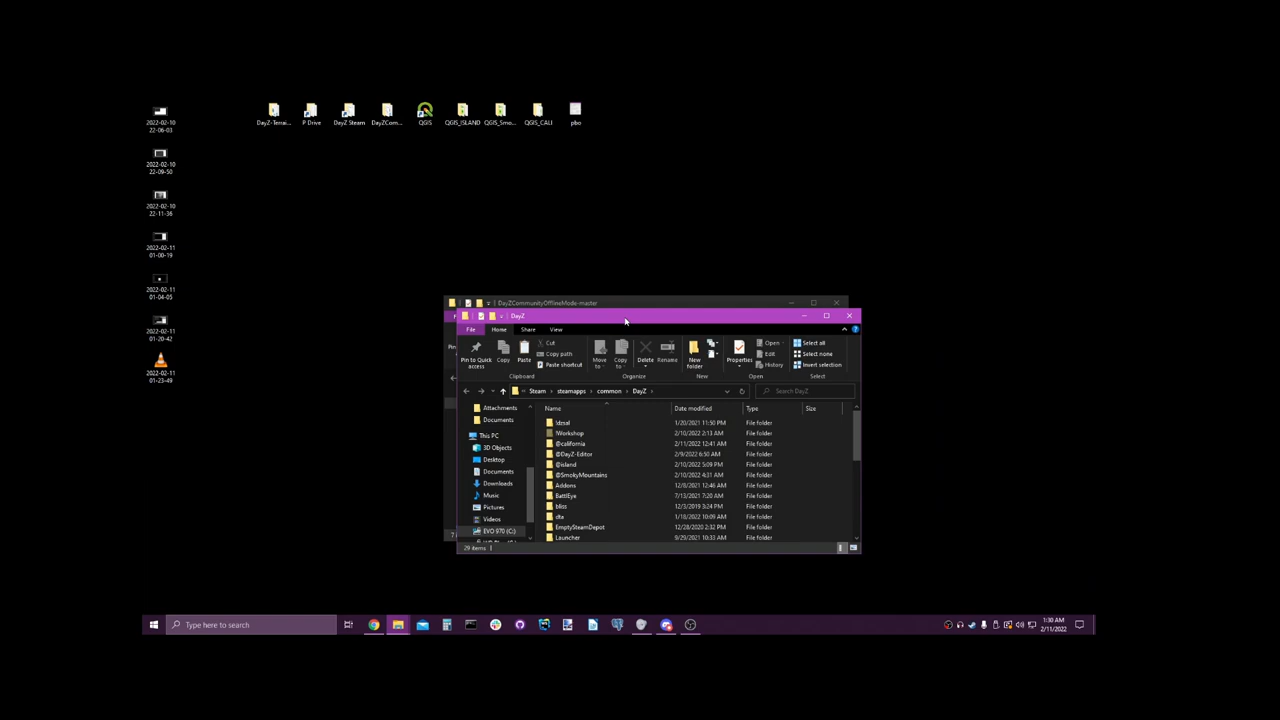 2022-02-10
22-06-03
2022-02-10
22-09-50
2022-02-10
22-11-36
2022-02-11
01-00-19
2022-02-11
01-04-05
2022-02-11
01-20-42
2022-02-11
01-23-49
DayZ-Terrai... P Drive DayZ Steam DayZCom... QGIS QGIS_ISLAND QGIS_Smo... QGIS_CALI pbo
DayZCommunityOfflineMode-master
DayZ
File Home Share View
Pin to Quick access Copy Paste Cut Copy path Paste shortcut
Move to Copy to Delete Rename New folder Properties Open Edit History Select all Select none Invert selection
Clipboard Organize New Open Select
Steam › steamapps › common › DayZ › Search DayZ
Name Date modified Type Size
Attachments
Documents
This PC
3D Objects
Desktop
Documents
Downloads
Music
Pictures
Videos
EVO 970 (C:)
!dzsal 1/20/2021 11:50 PM File folder
!Workshop 2/10/2022 2:13 AM File folder
@california 2/11/2022 12:41 AM File folder
@DayZ-Editor 2/9/2022 6:50 AM File folder
@island 2/10/2022 5:09 PM File folder
@SmokyMountains 2/10/2022 4:31 AM File folder
Addons 12/8/2021 12:46 AM File folder
BattlEye 7/13/2021 7:20 AM File folder
bliss 12/3/2019 3:24 PM File folder
dta 1/18/2022 10:09 AM File folder
EmptySteamDepot 12/28/2020 2:32 PM File folder
Launcher 9/29/2021 10:33 AM File folder
29 items
Type here to search
1:30 AM
2/11/2022